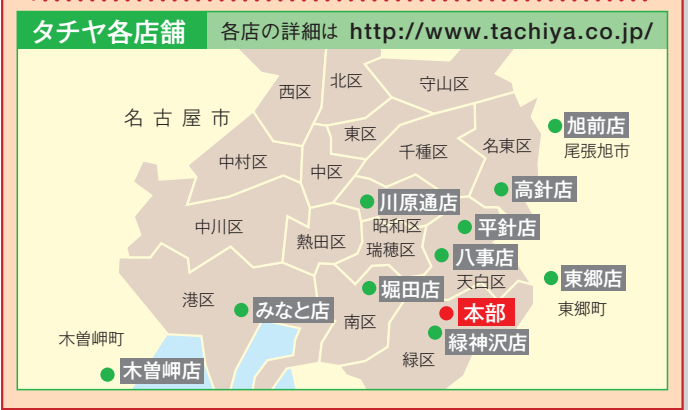 タチヤ各店舗 各店の詳細は http://www.tachiya.co.jp/
北区
守山区
西区
名古屋市
旭前店
東区
名東区
尾張旭市
千種区
中村区
中区
高針店
川原通店
中川区
昭和区
平針店
熱田区
瑞穂区
八事店
東郷店
天白区
堀田店
港区
みなと店
本部
東郷町
南区
木曽岬町
緑神沢店
緑区
木曽岬店